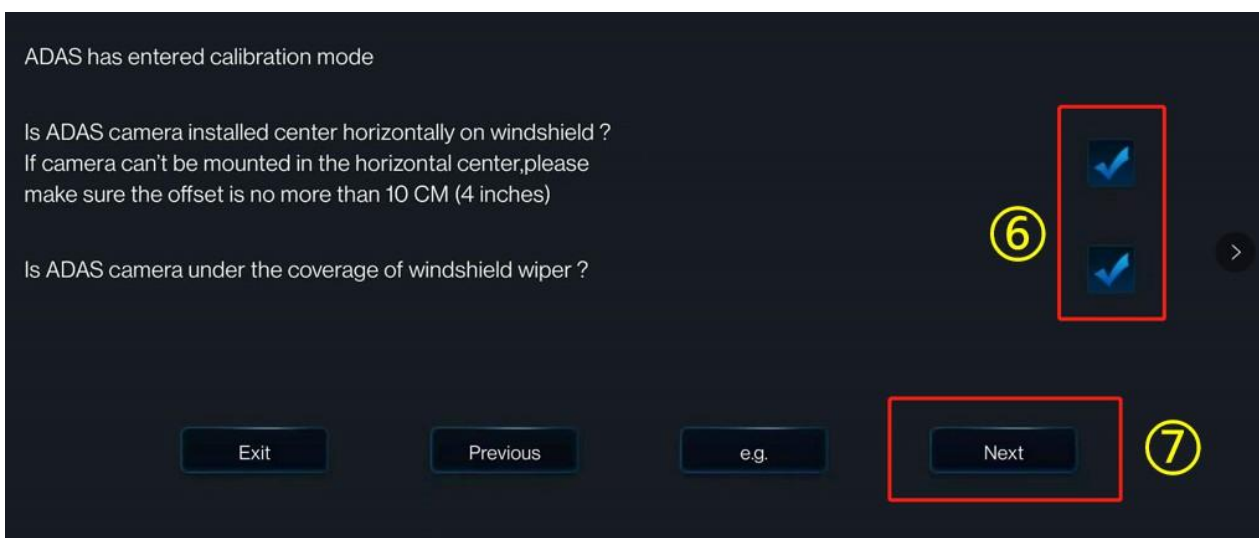 ADAS has entered calibration mode
Is ADAS camera installed center horizontally on windshield ?
If camera can't be mounted in the horizontal center,please
make sure the offset is no more than 10 CM (4 inches)
⑥
Is ADAS camera under the coverage of windshield wiper ?
Exit Previous e.g. Next ⑦